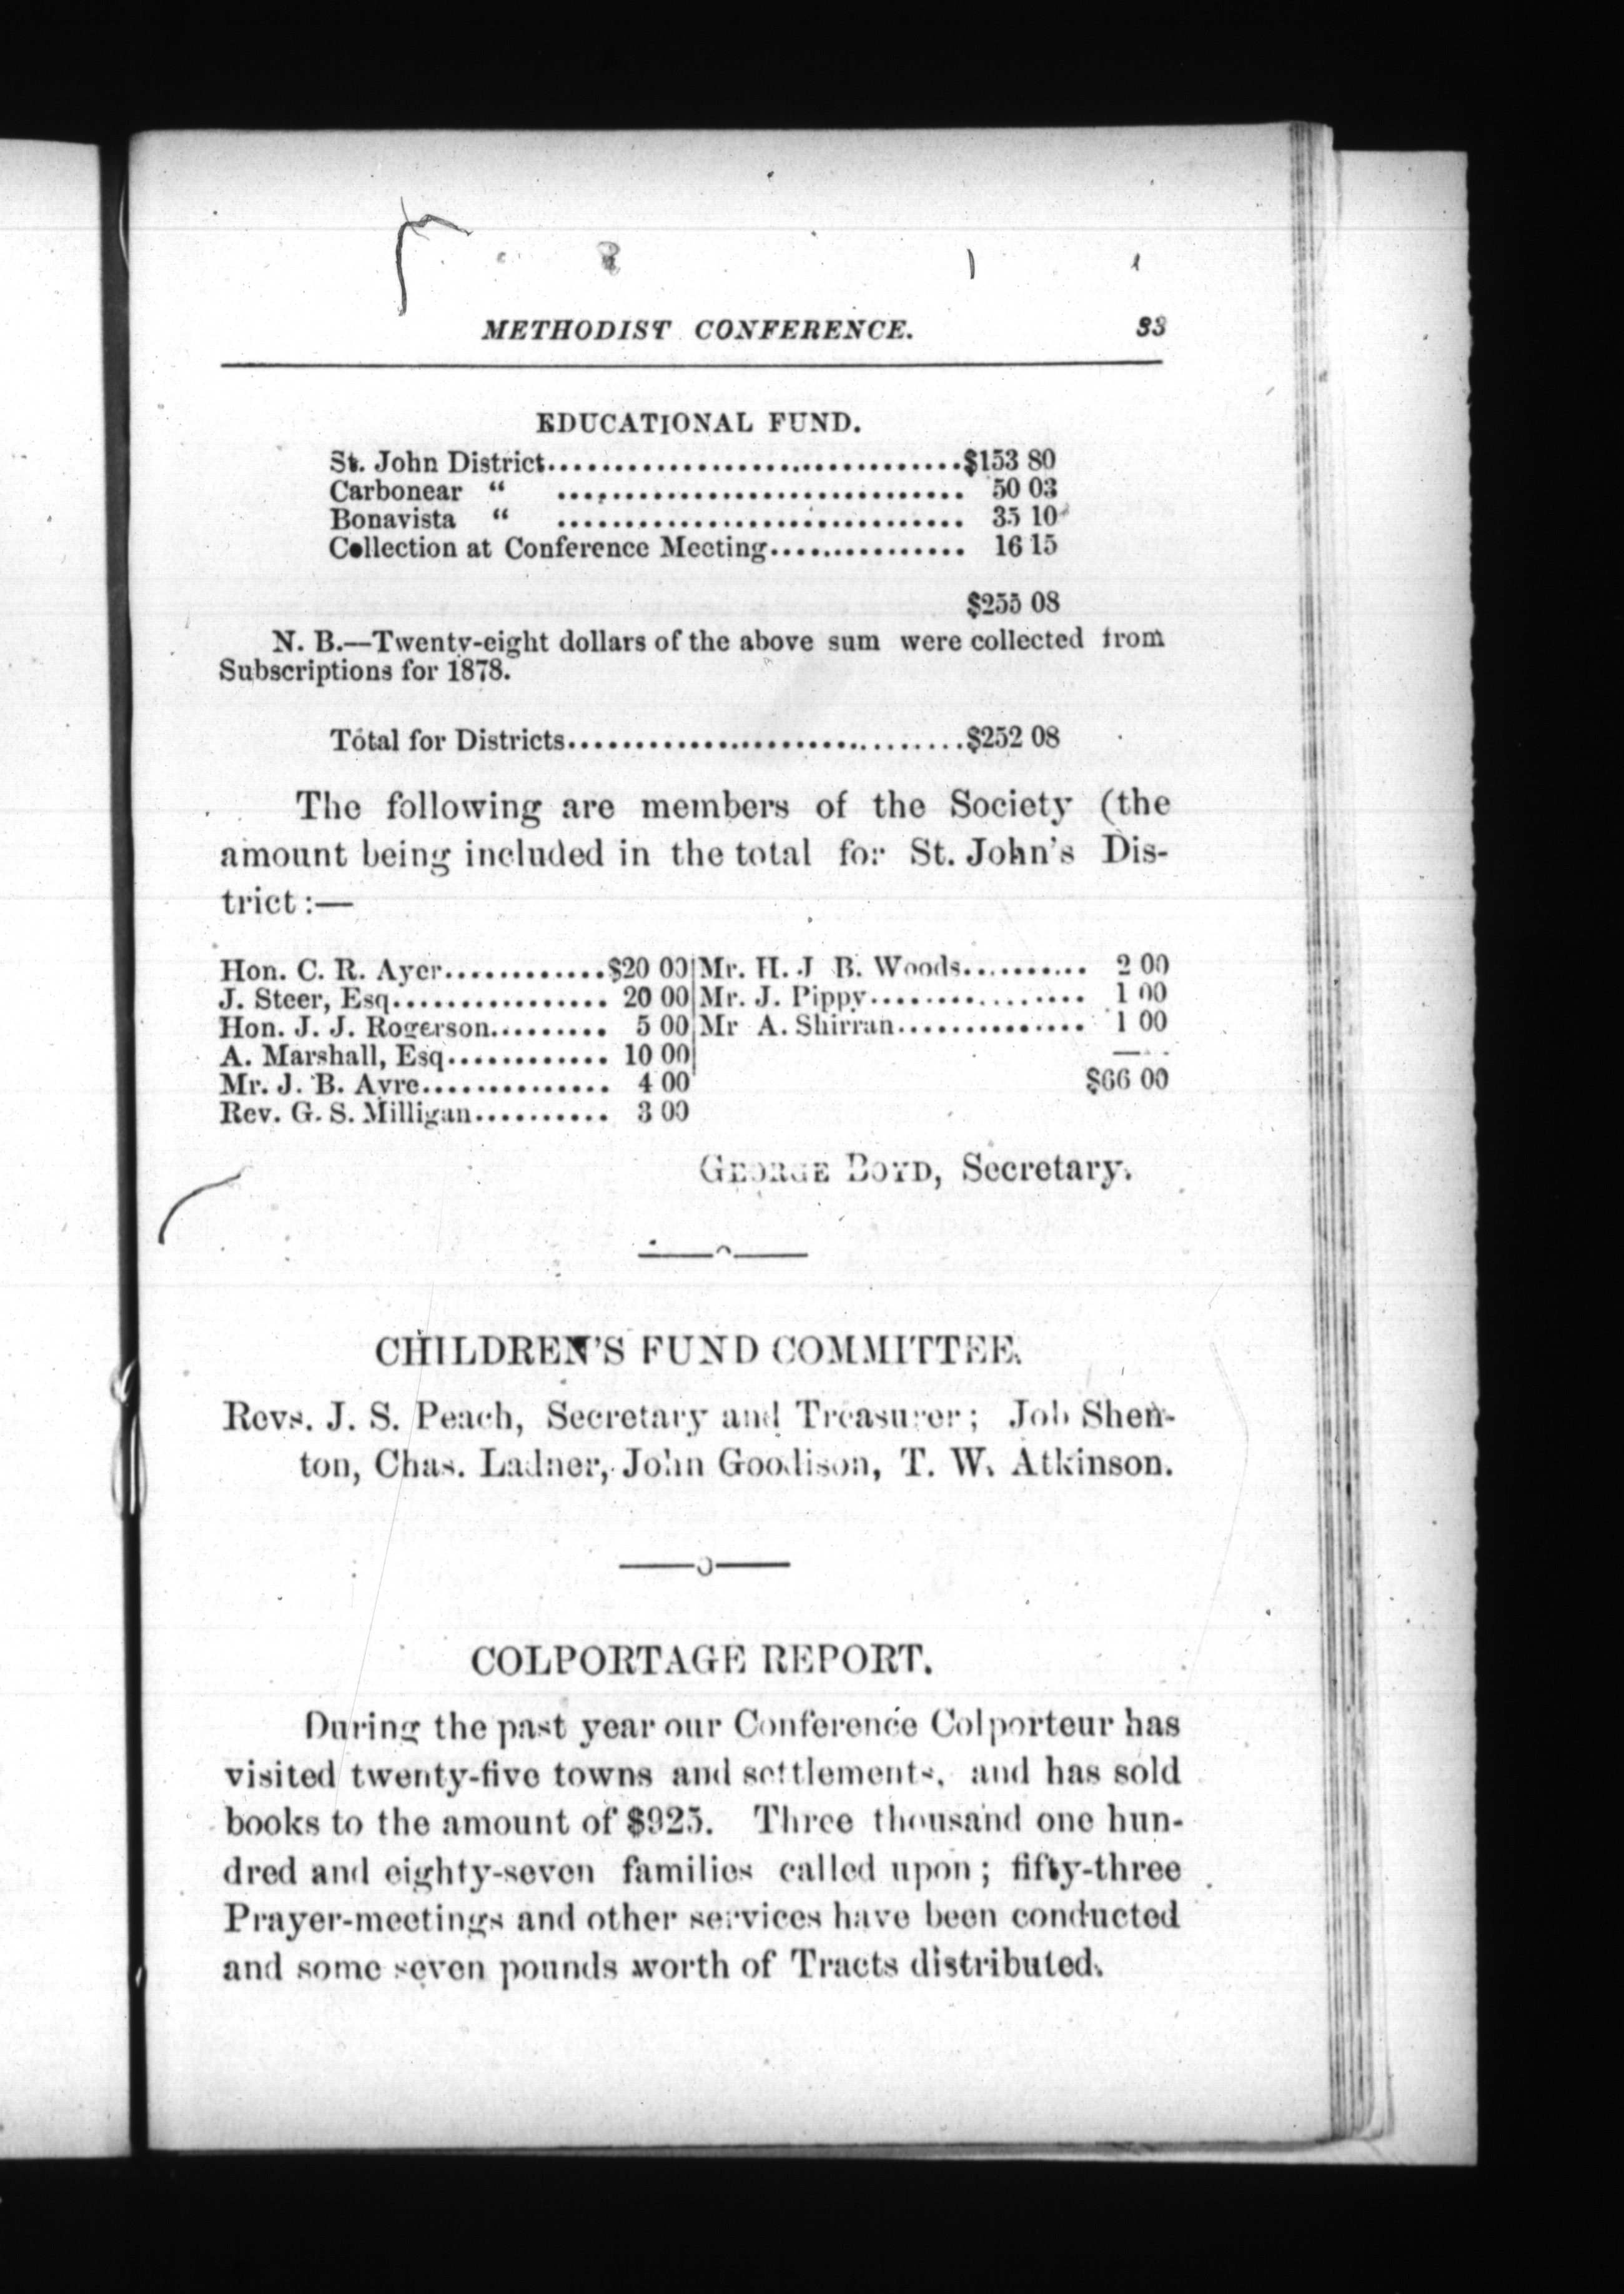 METHODIST CONFERENCE. 33
EDUCATIONAL FUND.
St. John District..............................$153 80
Carbonear “ .............................. 50 03
Bonavista “ .............................. 35 10
Collection at Conference Meeting............... 16 15
$255 08
N. B.—Twenty-eight dollars of the above sum were collected from
Subscriptions for 1878.
Total for Districts.............................$252 08
The following are members of the Society (the
amount being included in the total for St. John's Dis-
trict :—
Hon. C. R. Ayer............$20 00
J. Steer, Esq................ 20 00
Hon. J. J. Rogerson......... 5 00
A. Marshall, Esq............ 10 00
Mr. J. B. Ayre.............. 4 00
Rev. G. S. Milligan.......... 3 00
Mr. H. J B. Woods.......... 2 00
Mr. J. Pippy................ 1 00
Mr A. Shirran.............. 1 00
$66 00
GEORGE BOYD, Secretary.
CHILDREN'S FUND COMMITTEE.
Revs. J. S. Peach, Secretary and Treasurer; Job Shen-
ton, Chas. Ladner, John Goodison, T. W. Atkinson.
COLPORTAGE REPORT.
During the past year our Conference Colporteur has
visited twenty-five towns and settlements, and has sold
books to the amount of $925. Three thousand one hun-
dred and eighty-seven families called upon; fifty-three
Prayer-meetings and other services have been conducted
and some seven pounds worth of Tracts distributed.